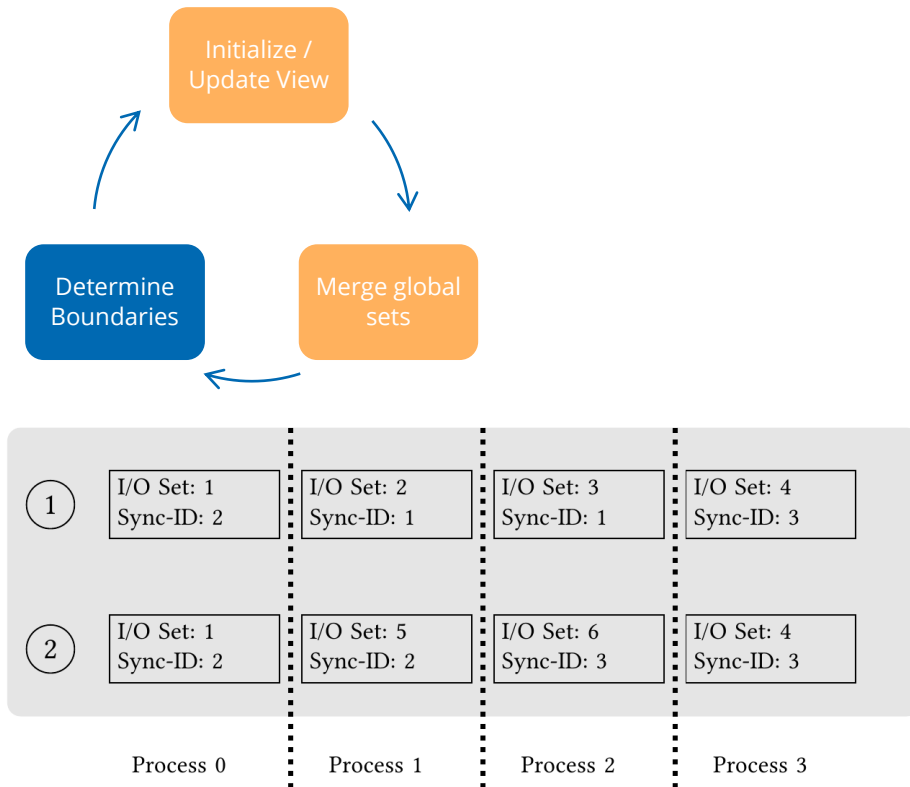 Initialize /
Update View
Determine
Boundaries
Merge global
sets
1
I/O Set: 1
Sync-ID: 2
I/O Set: 2
Sync-ID: 1
I/O Set: 3
Sync-ID: 1
I/O Set: 4
Sync-ID: 3
2
I/O Set: 1
Sync-ID: 2
I/O Set: 5
Sync-ID: 2
I/O Set: 6
Sync-ID: 3
I/O Set: 4
Sync-ID: 3
Process 0
Process 1
Process 2
Process 3